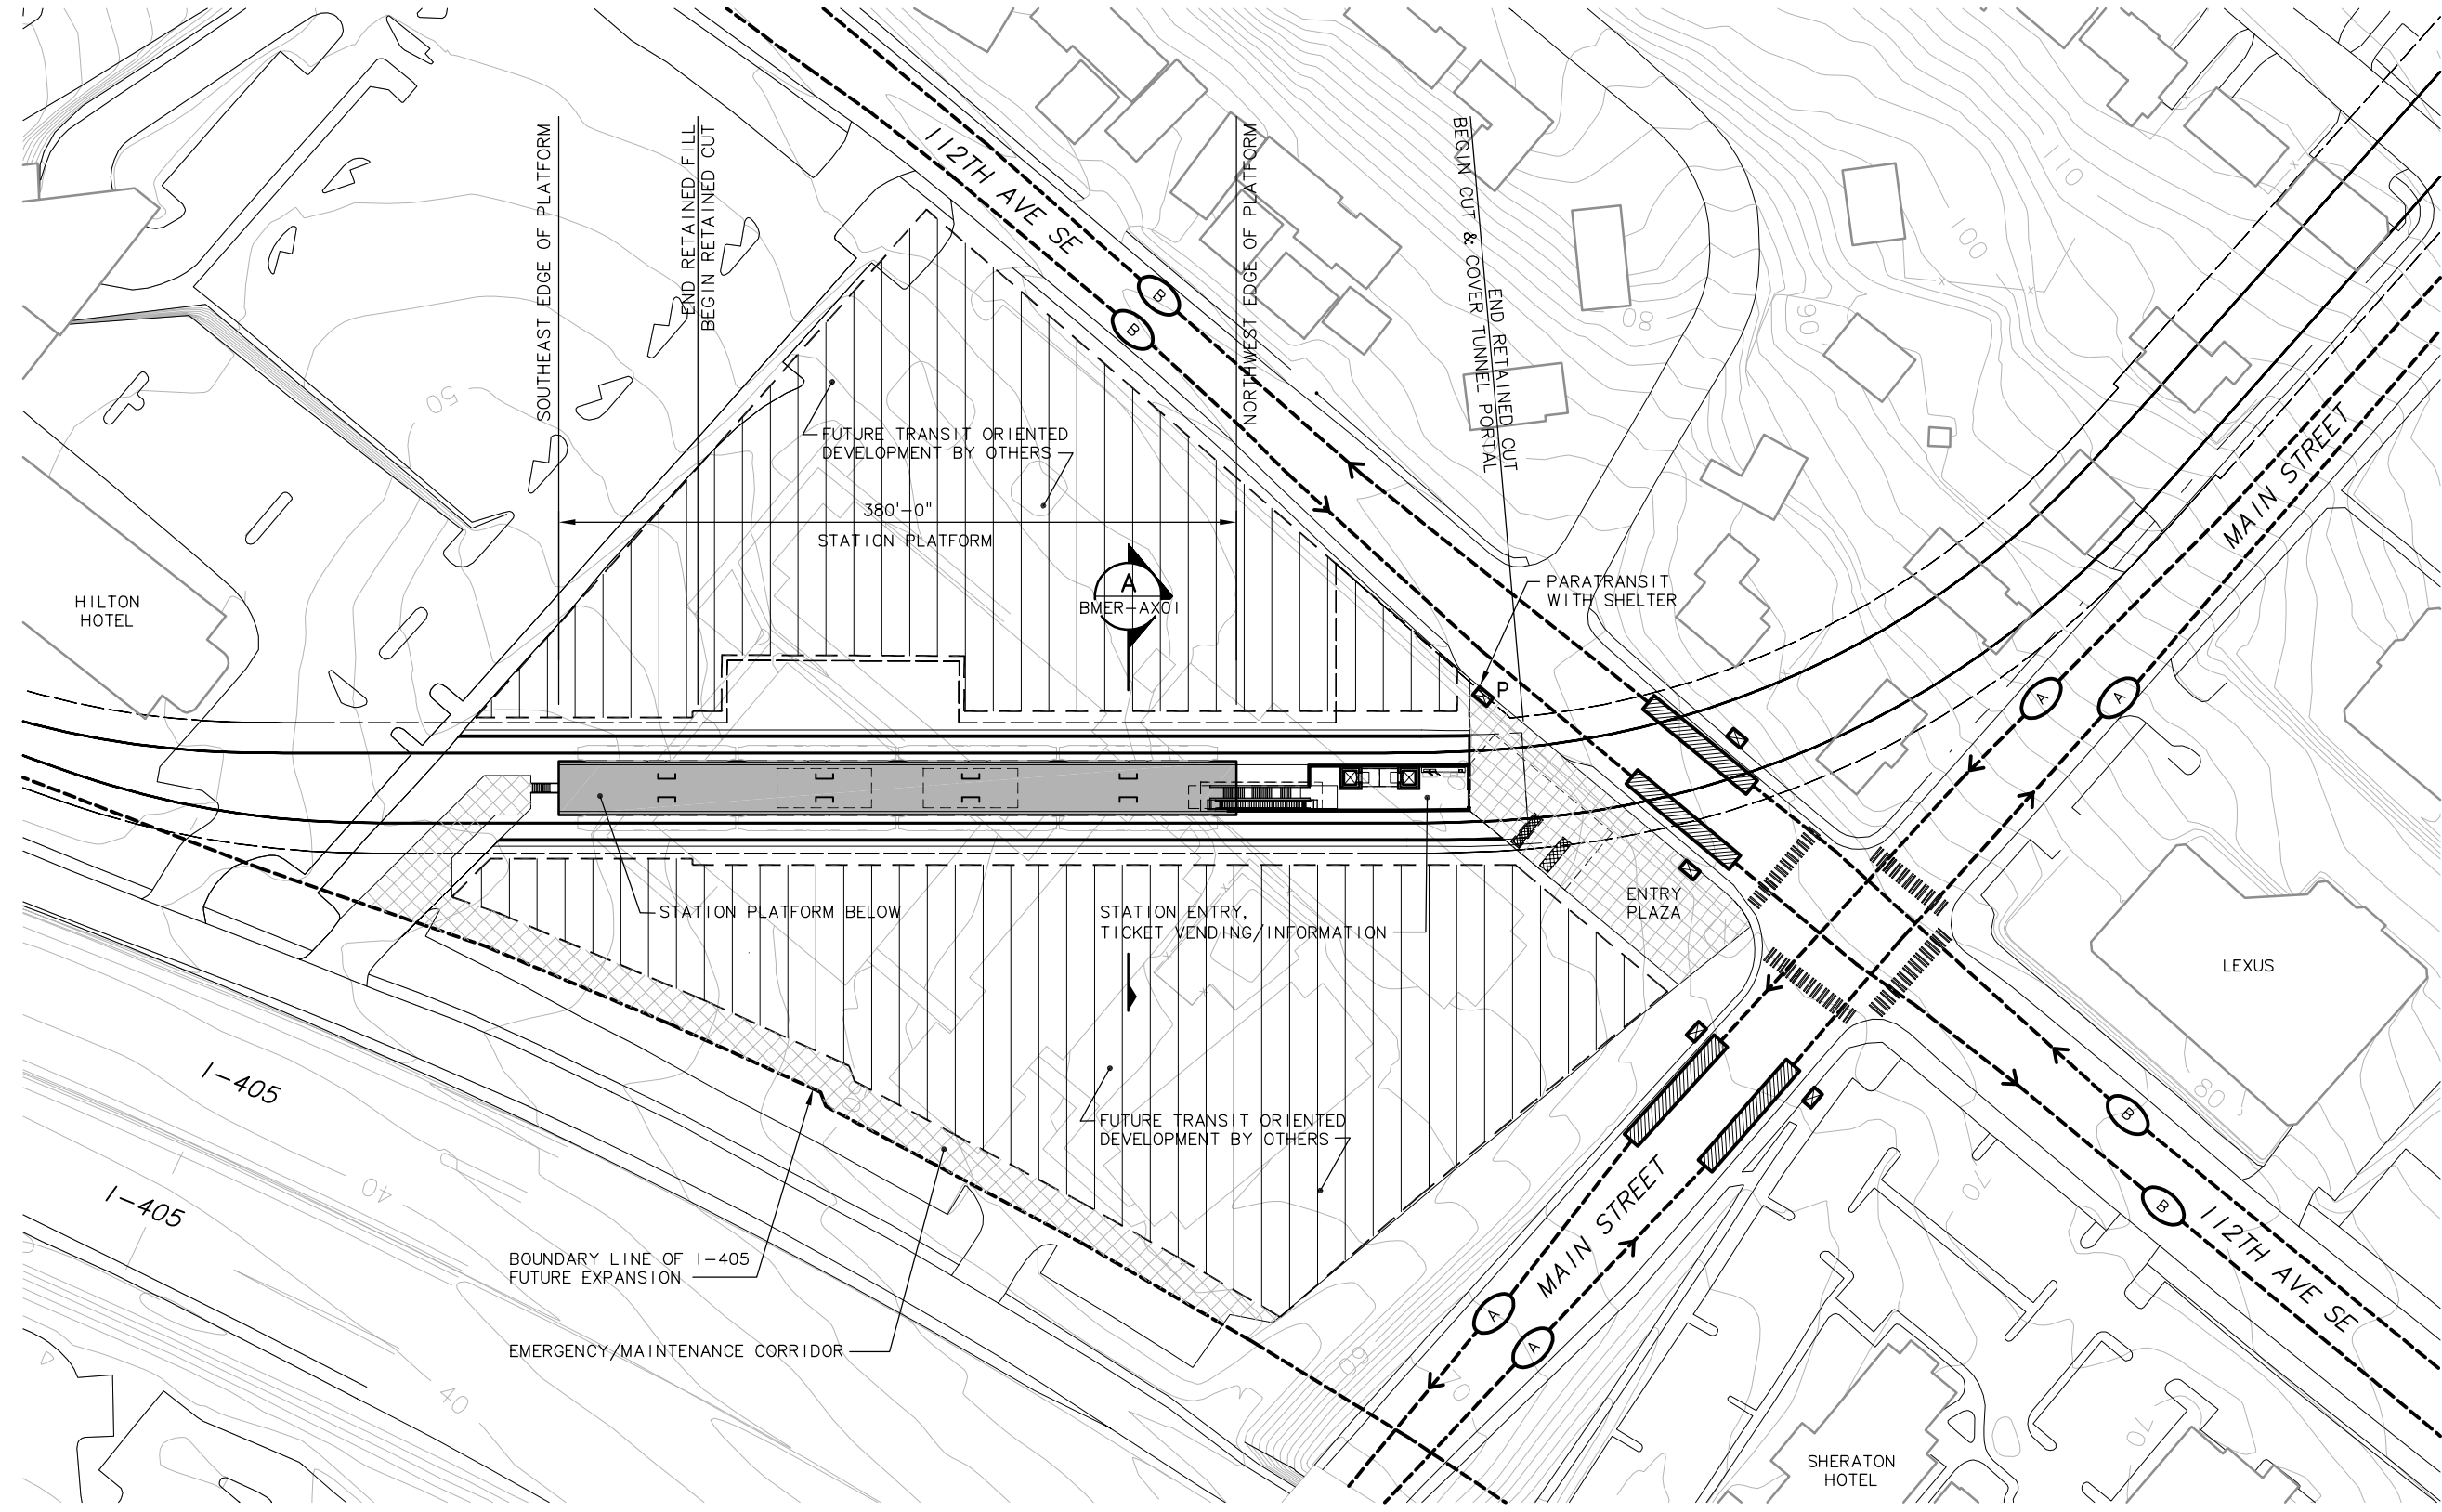 112TH AVE SE
SOUTHEAST EDGE OF PLATFORM
END RETAINED FILL
BEGIN RETAINED CUT
NORTHWEST EDGE OF PLATFORM
BEGIN CUT & COVER TUNNEL PORTAL
END RETAINED CUT
110
100
90
80
B
B
50
FUTURE TRANSIT ORIENTED
DEVELOPMENT BY OTHERS
380'-0"
STATION PLATFORM
A
BMER-AX01
MAIN STREET
HILTON
HOTEL
PARATRANSIT
WITH SHELTER
P
A
A
STATION PLATFORM BELOW
STATION ENTRY,
TICKET VENDING/INFORMATION
ENTRY
PLAZA
LEXUS
I-405
I-405
40
40
FUTURE TRANSIT ORIENTED
DEVELOPMENT BY OTHERS
BOUNDARY LINE OF I-405
FUTURE EXPANSION
EMERGENCY/MAINTENANCE CORRIDOR
MAIN STREET
A
A
60
B
B
80
70
70
112TH AVE SE
SHERATON
HOTEL